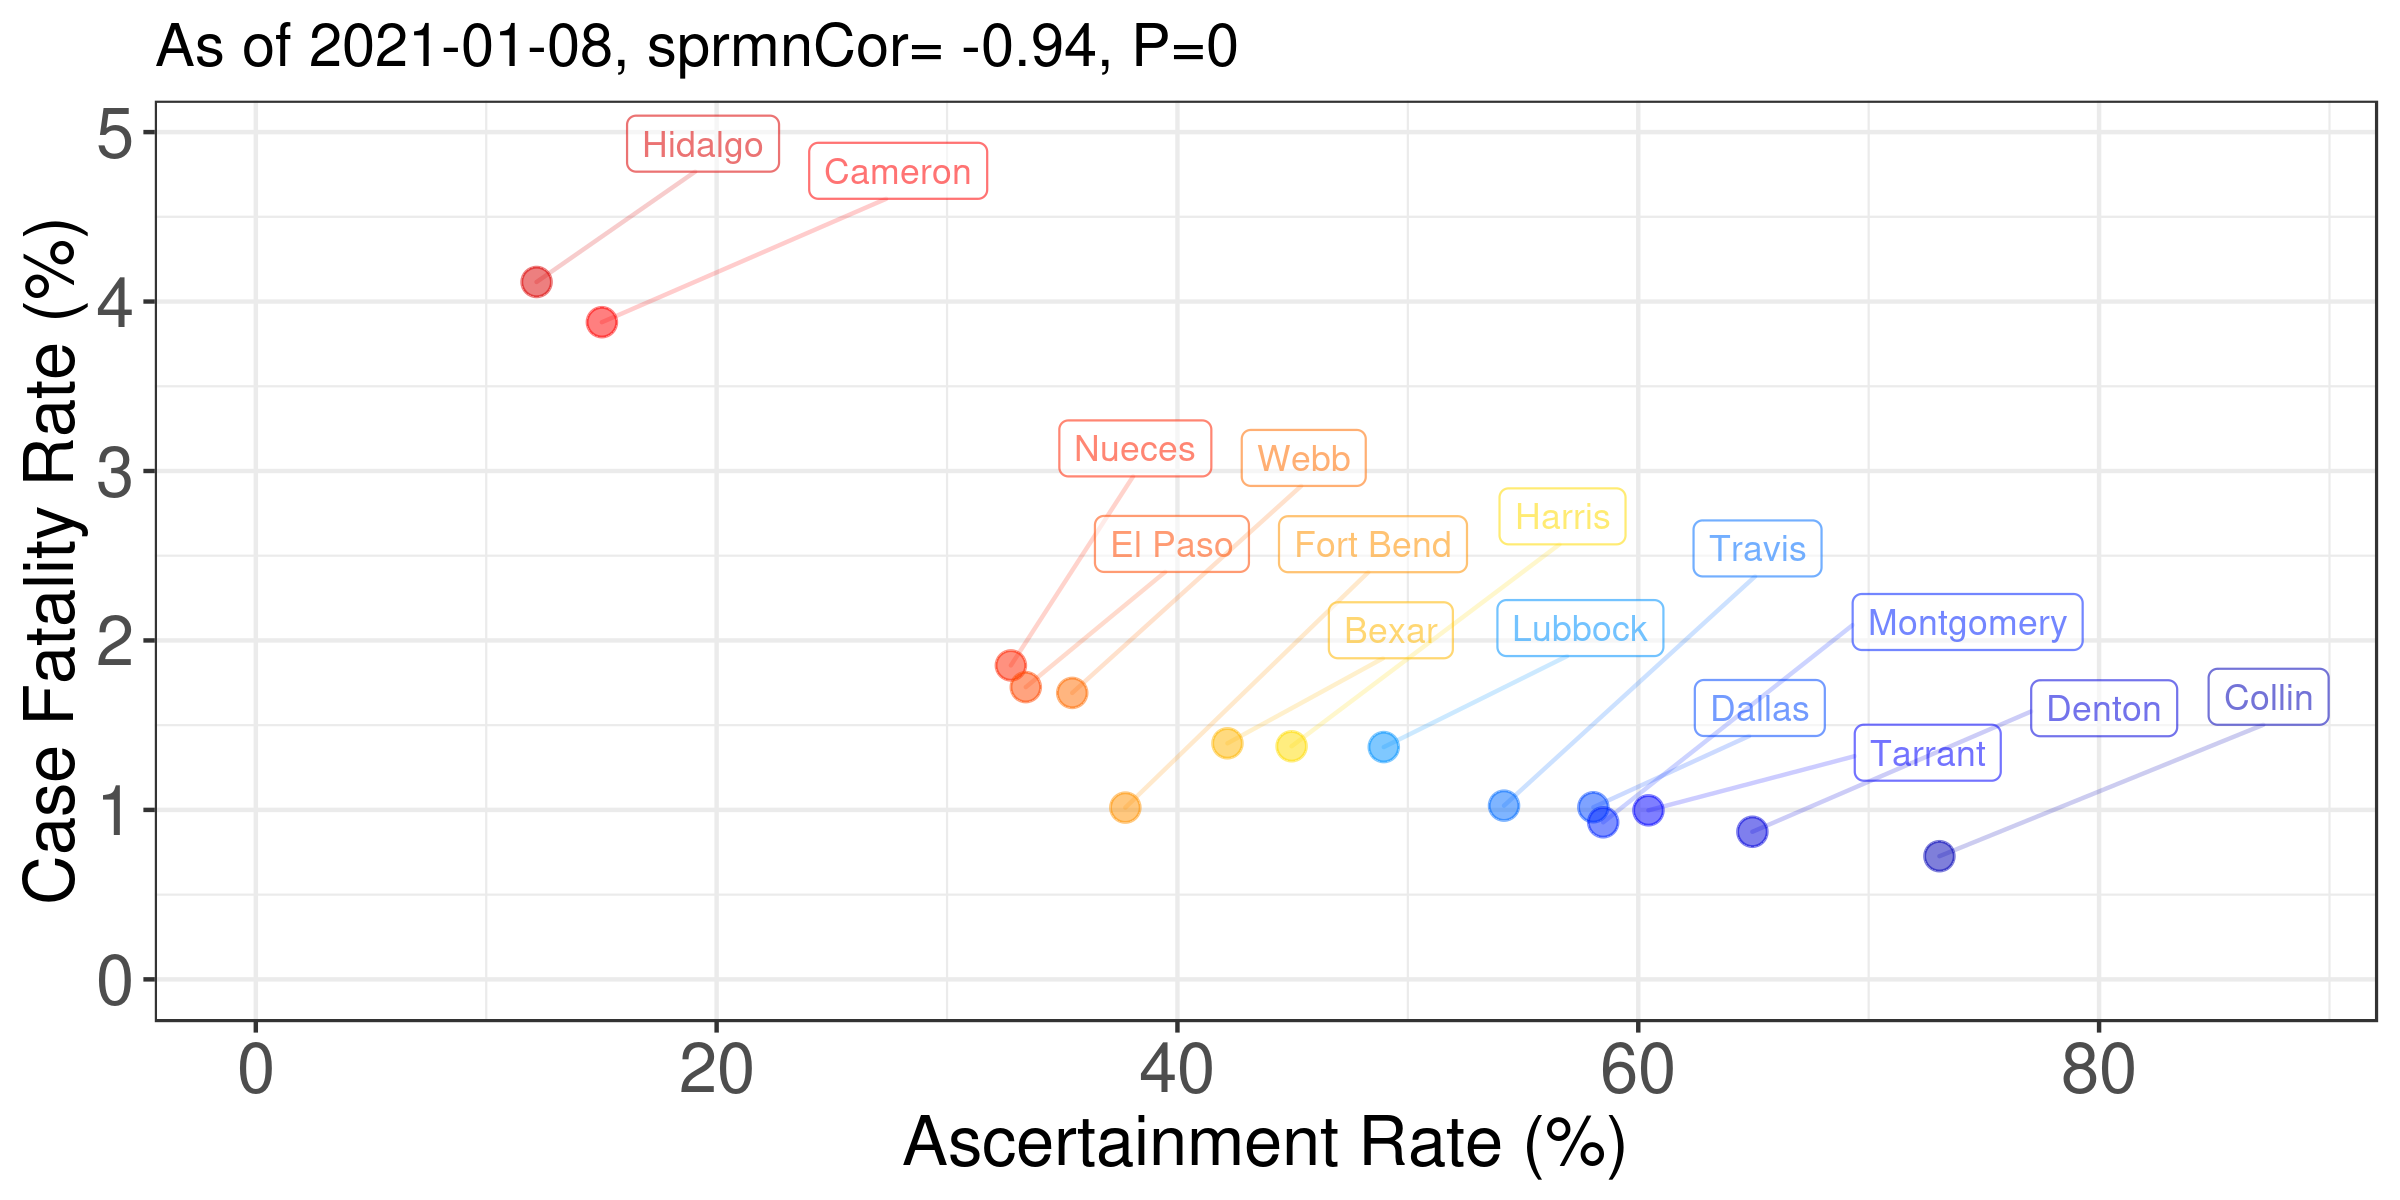 As of 2021-01-08, sprmnCor= -0.94, P=0
Case Fatality Rate (%)
5
4
3
2
1
0
Hidalgo
Cameron
Nueces
Webb
Harris
El Paso
Fort Bend
Travis
Bexar
Lubbock
Montgomery
Dallas
Denton
Collin
Tarrant
0 20 40 60 80
Ascertainment Rate (%)